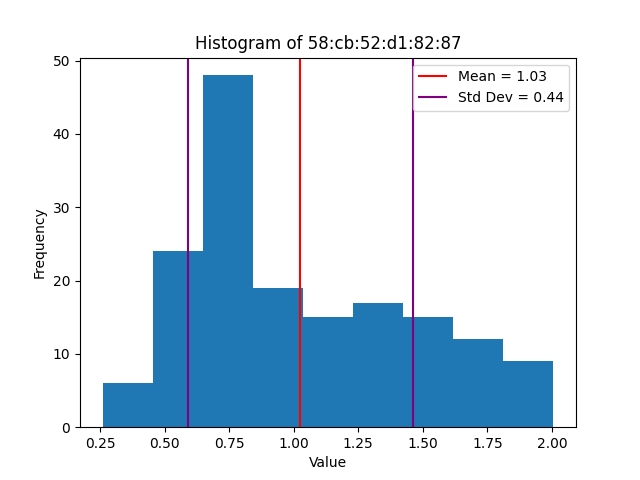 Histogram of 58:cb:52:d1:82:87
Mean = 1.03
Std Dev = 0.44
Frequency
50
40
30
20
10
0
0.25 0.50 0.75 1.00 1.25 1.50 1.75 2.00
Value